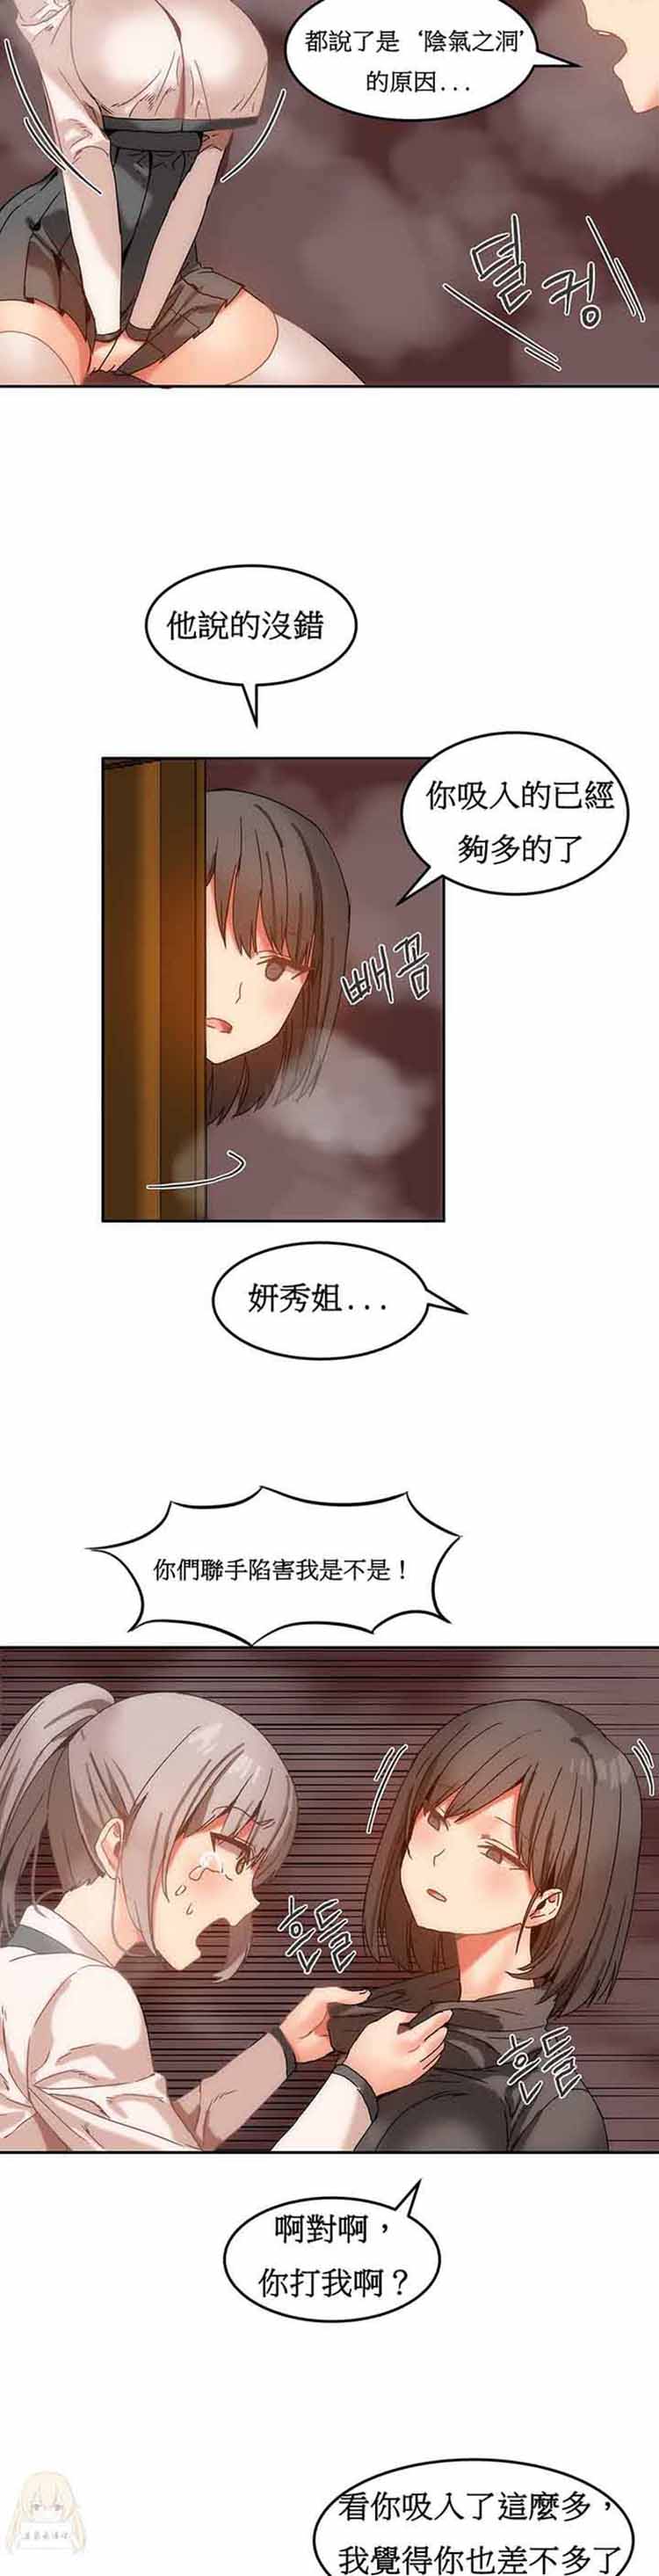 都說了是‘陰氣之洞’
的原因...
덜컹
他說的沒錯
你吸入的已經
夠多的了
빼꼼
妍秀姐...
你們聯手陷害我是不是！
흔들
흔들
啊對啊，
你打我啊？
看你吸入了這麼多，
我覺得你也差不多了